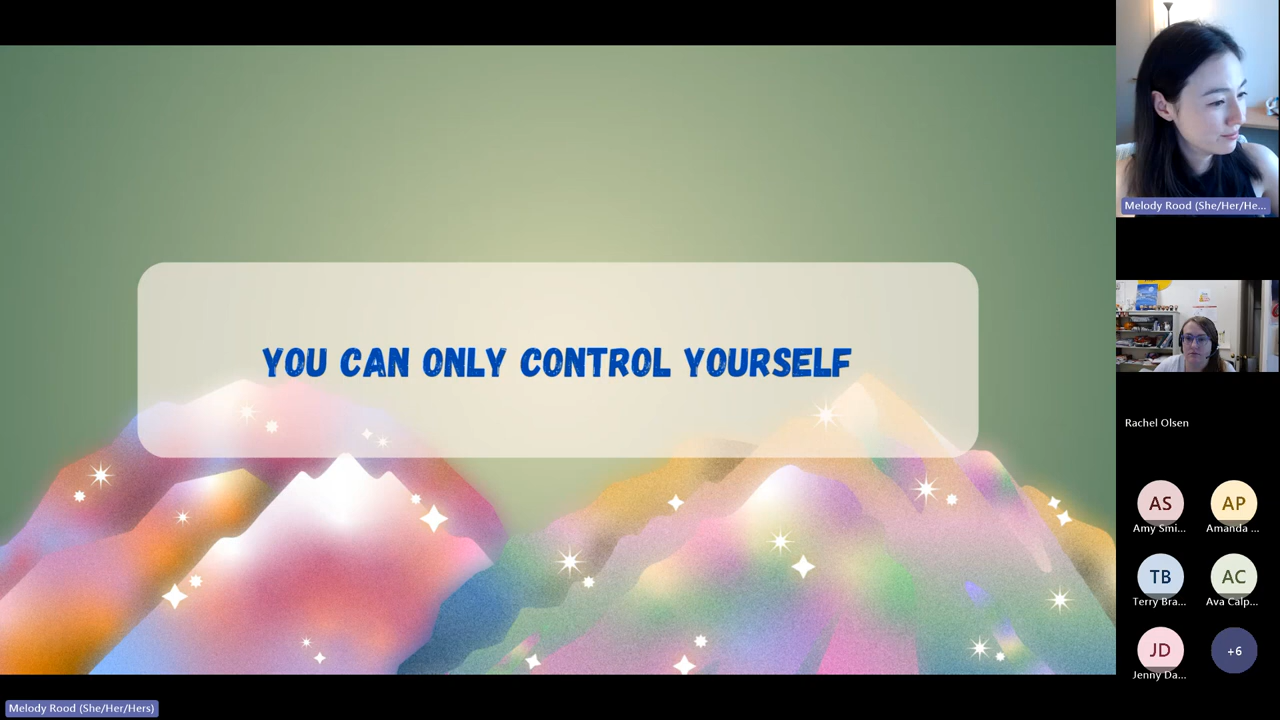 YOU CAN ONLY CONTROL YOURSELF
Melody Rood (She/Her/He...
Rachel Olsen
AS
Amy Smi...
AP
Amanda ...
TB
Terry Bra...
AC
Ava Calp...
JD
Jenny Da...
+6
Melody Rood (She/Her/Hers)